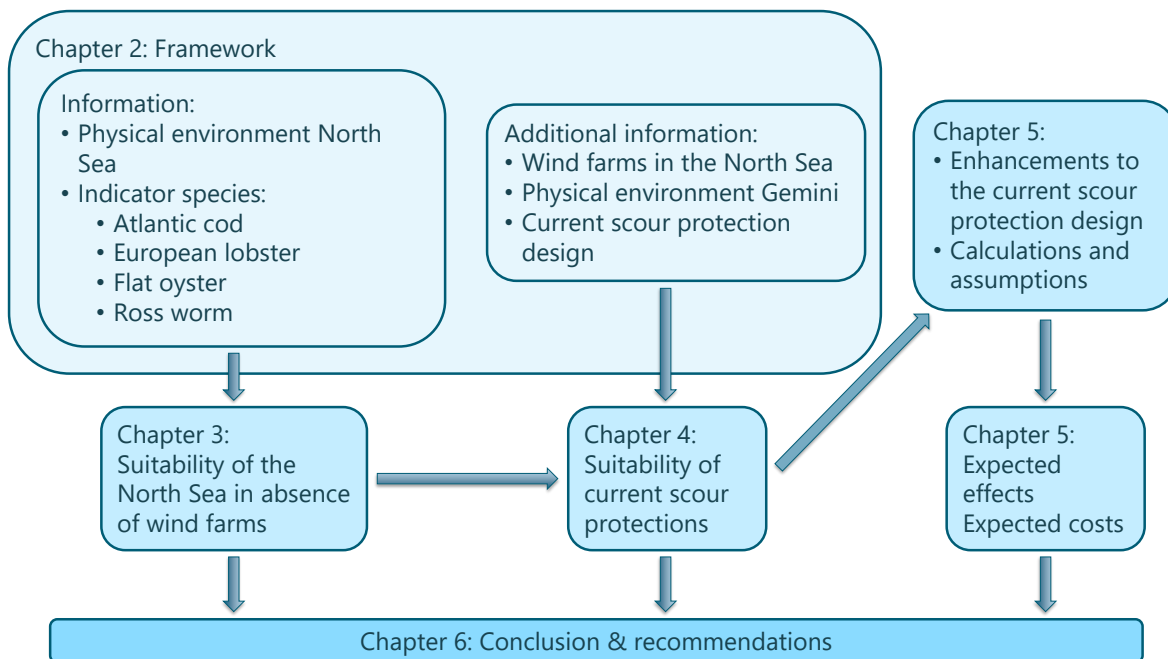 Chapter 2: Framework
Information:
• Physical environment North
Sea
• Indicator species:
• Atlantic cod
• European lobster
• Flat oyster
• Ross worm
Additional information:
• Wind farms in the North Sea
• Physical environment Gemini
• Current scour protection
design
Chapter 5:
• Enhancements to
the current scour
protection design
• Calculations and
assumptions
Chapter 3:
Suitability of the
North Sea in absence
of wind farms
Chapter 4:
Suitability of
current scour
protections
Chapter 5:
Expected
effects
Expected costs
Chapter 6: Conclusion & recommendations